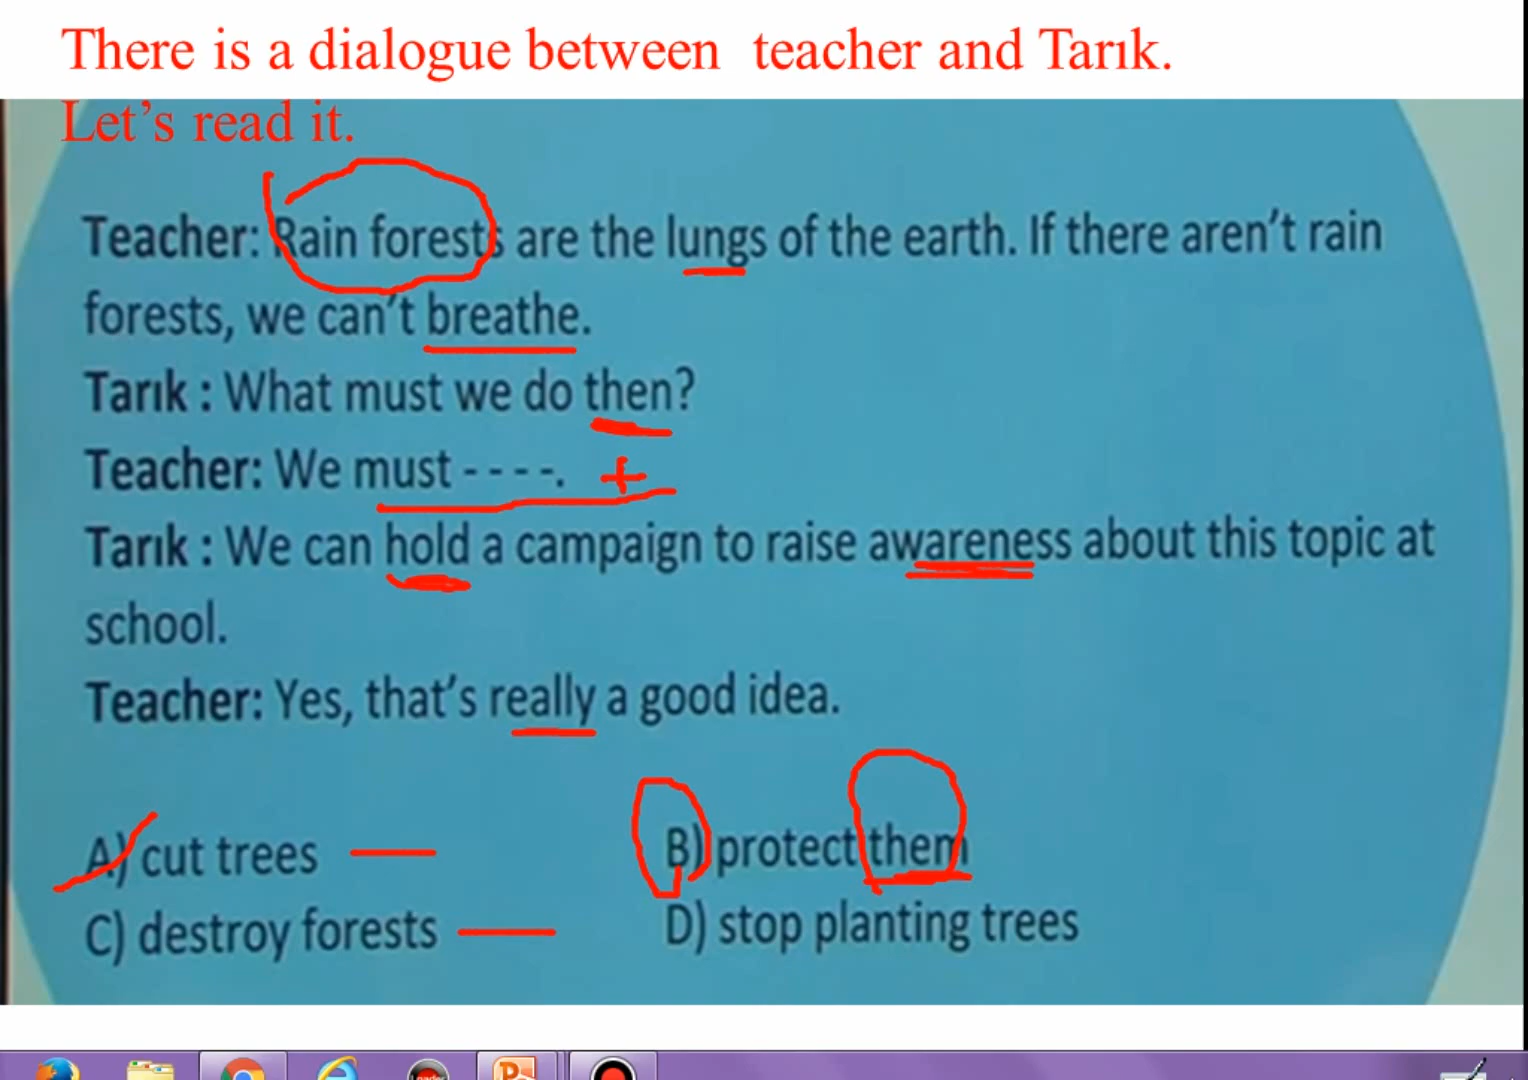 There is a dialogue between teacher and Tarık.
Let's read it.
Teacher: Rain forests are the lungs of the earth. If there aren't rain
forests, we can't breathe.
Tarık : What must we do then?
Teacher: We must - - - -. +
Tarık : We can hold a campaign to raise awareness about this topic at
school.
Teacher: Yes, that's really a good idea.
A) cut trees B) protect them
C) destroy forests D) stop planting trees
Loader